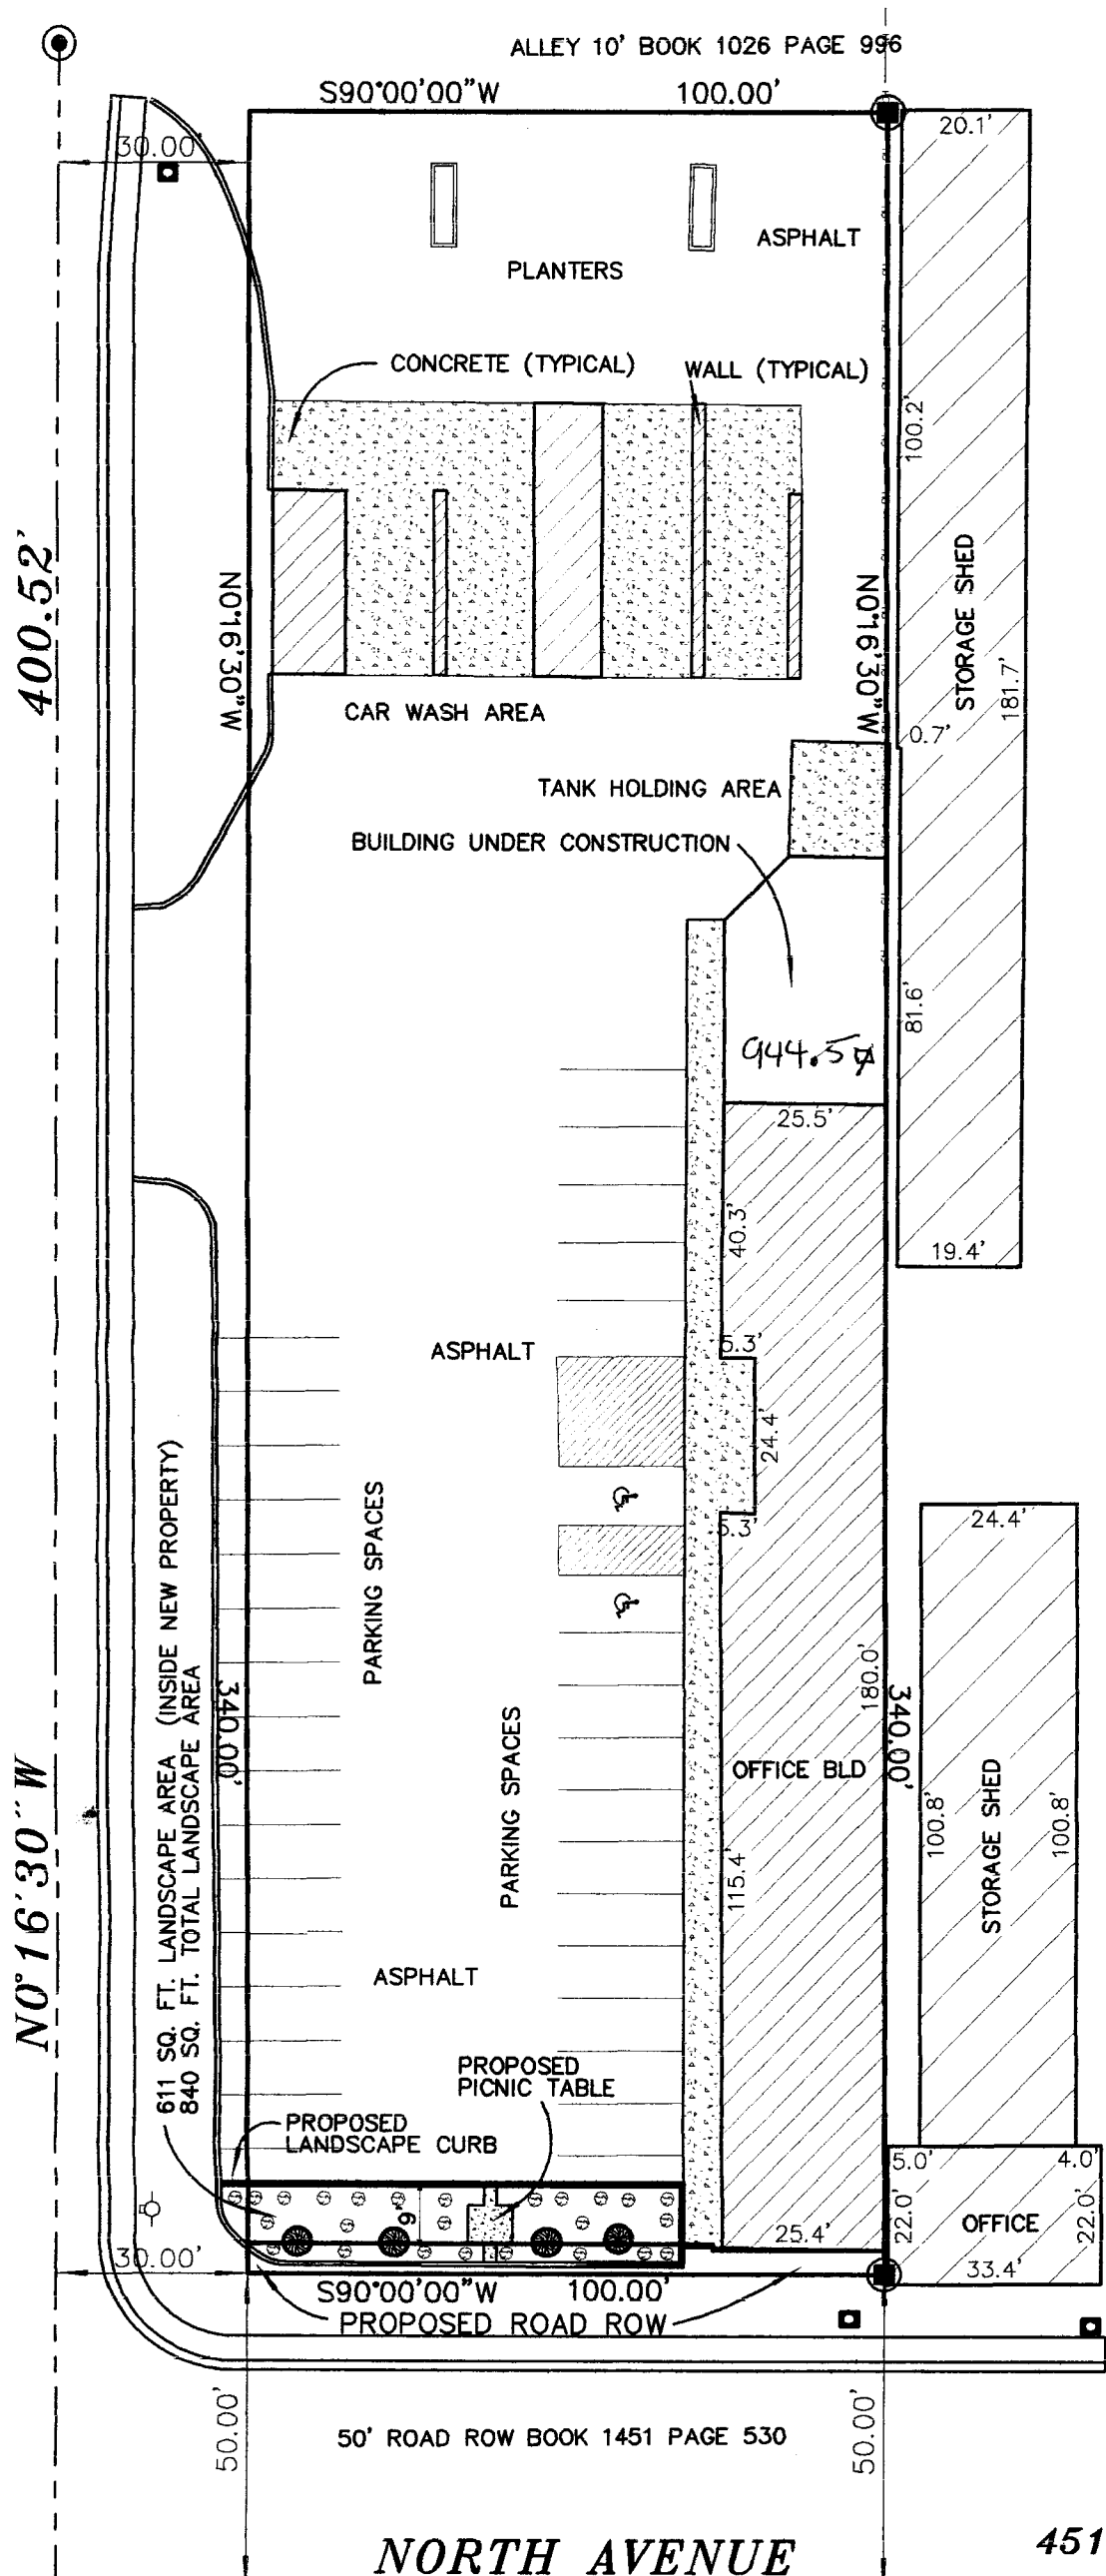 ALLEY 10' BOOK 1026 PAGE 996
S90°00'00"W 100.00'
30.00'
20.1'
ASPHALT
PLANTERS
CONCRETE (TYPICAL)
WALL (TYPICAL)
100.2'
400.52'
N0°16'30"W
N0°16'30"W
STORAGE SHED
181.7'
CAR WASH AREA
0.7'
TANK HOLDING AREA
BUILDING UNDER CONSTRUCTION
81.6'
944.5
25.5'
40.3'
19.4'
5.3'
ASPHALT
24.4'
5.3'
PARKING SPACES
24.4'
611 SQ. FT. LANDSCAPE AREA (INSIDE NEW PROPERTY)
840 SQ. FT. TOTAL LANDSCAPE AREA
340.00'
180.0'
340.00'
PARKING SPACES
OFFICE BLD
100.8'
STORAGE SHED
100.8'
N0°16'30"W
115.4'
ASPHALT
PROPOSED
PICNIC TABLE
PROPOSED
LANDSCAPE CURB
5.0'
4.0'
9'
25.4'
22.0'
OFFICE
22.0'
30.00'
33.4'
S90°00'00"W 100.00'
PROPOSED ROAD ROW
50.00'
50' ROAD ROW BOOK 1451 PAGE 530
50.00'
NORTH AVENUE
451